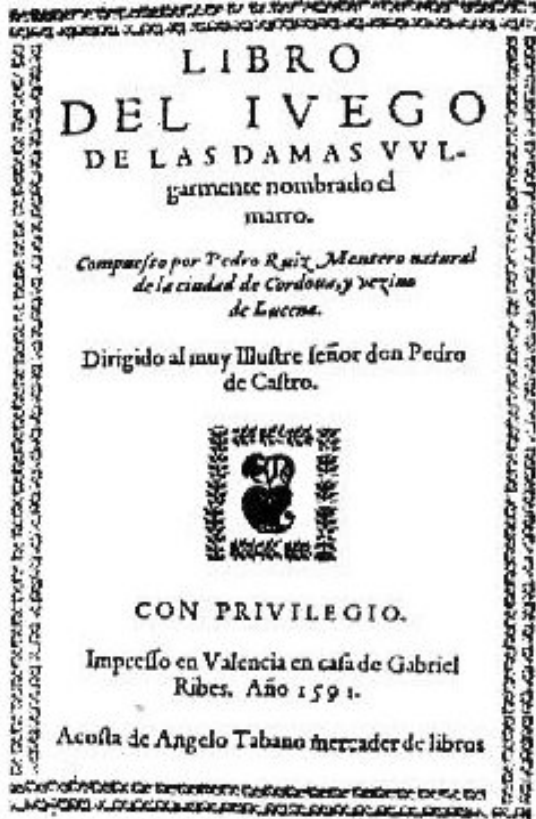 LIBRO
DEL IVEGO
DE LAS DAMAS VVL-
garmente nombrado el
marro.
Compuesto por Pedro Ruiz Montero natural
de la ciudad de Cordoua, y vezino
de Lucena.
Dirigido al muy Illuſtre ſeñor don Pedro
de Caſtro.
CON PRIVILEGIO.
Impreſſo en Valencia en caſa de Gabriel
Ribes. Año 1591.
Acoſta de Angelo Tabano mercader de libros